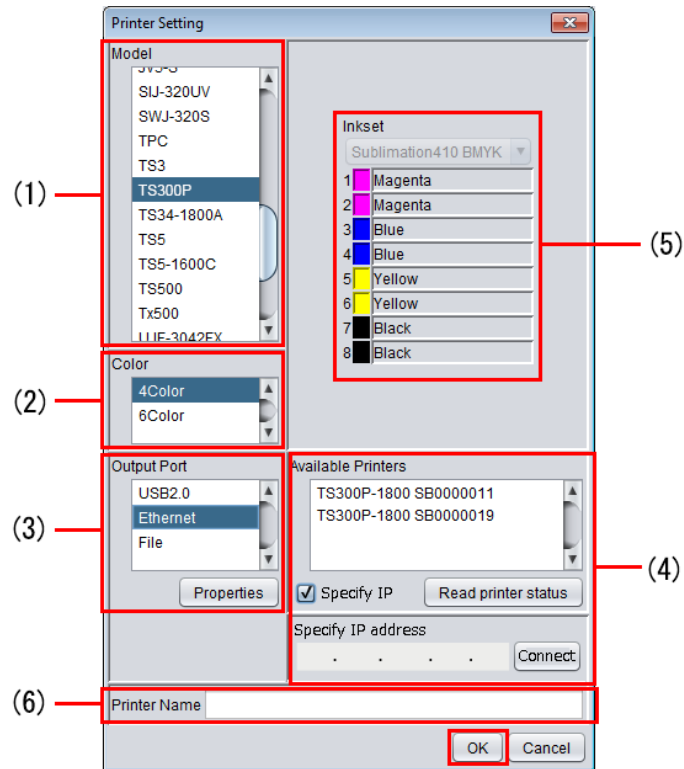 Printer Setting
Model
SIJ-320UV
SWJ-320S
TPC
TS3
TS300P
TS34-1800A
TS5
TS5-1600C
TS500
Tx500
(1)
Inkset
Sublimation410 BMYK
1 Magenta
2 Magenta
3 Blue
4 Blue
5 Yellow
6 Yellow
7 Black
8 Black
(5)
Color
4Color
6Color
(2)
Output Port
USB2.0
Ethernet
File
Properties
(3)
Available Printers
TS300P-1800 SB0000011
TS300P-1800 SB0000019
Specify IP
Read printer status
Specify IP address
. . . .
Connect
(4)
(6)
Printer Name
OK
Cancel